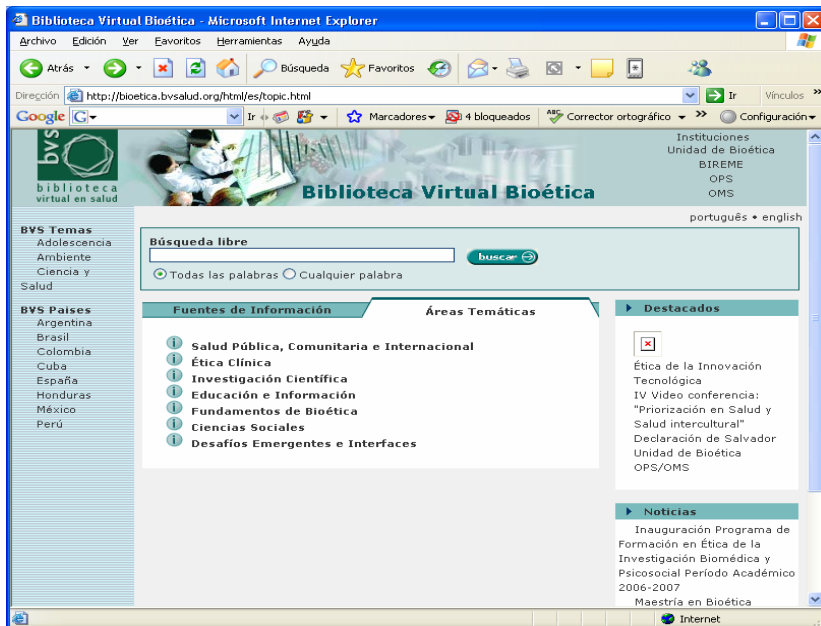 Biblioteca Virtual Bioética - Microsoft Internet Explorer
Archivo Edición Ver Favoritos Herramientas Ayuda
Atrás Búsqueda Favoritos
Dirección http://bioetica.bvsalud.org/html/es/topic.html Ir Vínculos »
Google G Ir Marcadores 4 bloqueados ABC Corrector ortográfico » Configuración
bvs
biblioteca
virtual en salud
Biblioteca Virtual Bioética
Instituciones
Unidad de Bioética
BIREME
OPS
OMS
português • english
BVS Temas
Adolescencia
Ambiente
Ciencia y
Salud
BVS Paises
Argentina
Brasil
Colombia
Cuba
España
Honduras
México
Perú
Búsqueda libre
buscar
Todas las palabras Cualquier palabra
Fuentes de Información Áreas Temáticas
i Salud Pública, Comunitaria e Internacional
i Ética Clínica
i Investigación Científica
i Educación e Información
i Fundamentos de Bioética
i Ciencias Sociales
i Desafíos Emergentes e Interfaces
Destacados
Ética de la Innovación
Tecnológica
IV Video conferencia:
"Priorización en Salud y
Salud intercultural"
Declaración de Salvador
Unidad de Bioética
OPS/OMS
Noticias
Inauguración Programa de
Formación en Ética de la
Investigación Biomédica y
Psicosocial Período Académico
2006-2007
Maestría en Bioética
Internet